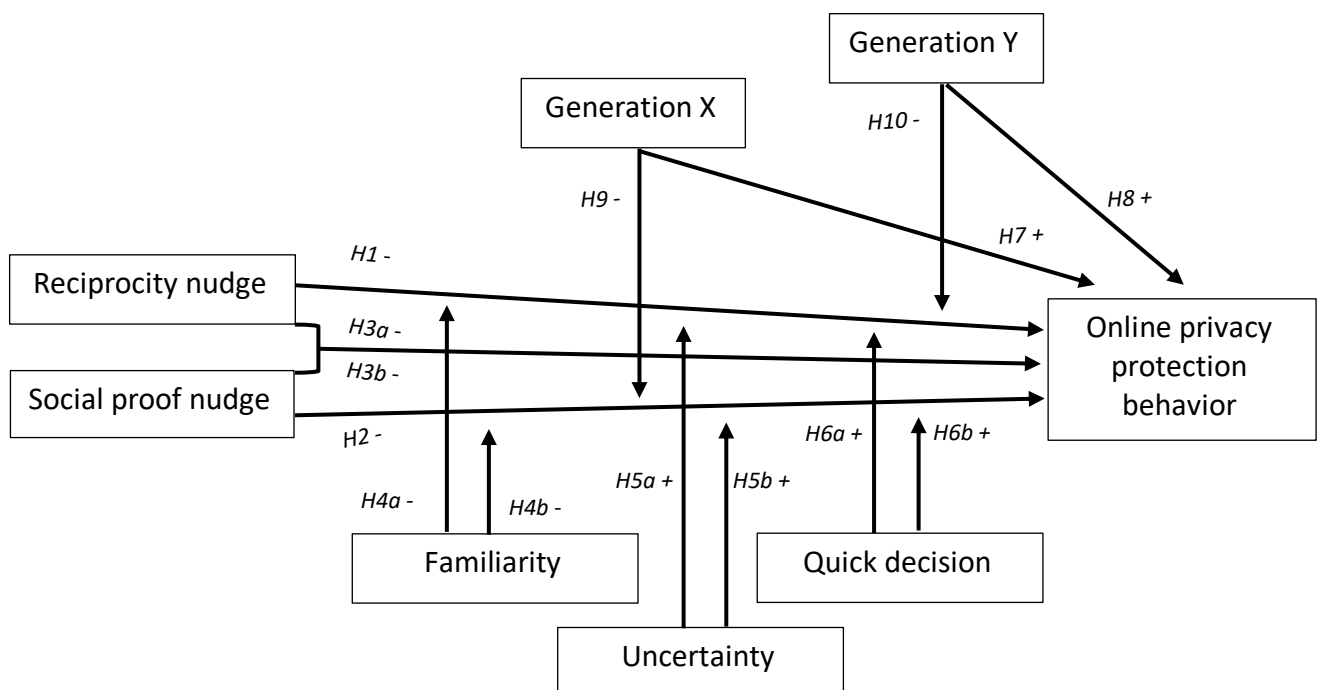 Generation Y
Generation X
H10 -
H9 -
H8 +
H7 +
H1 -
Reciprocity nudge
H3a -
H3b -
Social proof nudge
H2 -
Online privacy
protection
behavior
H6a +
H6b +
H5a +
H5b +
H4a -
H4b -
Familiarity
Quick decision
Uncertainty